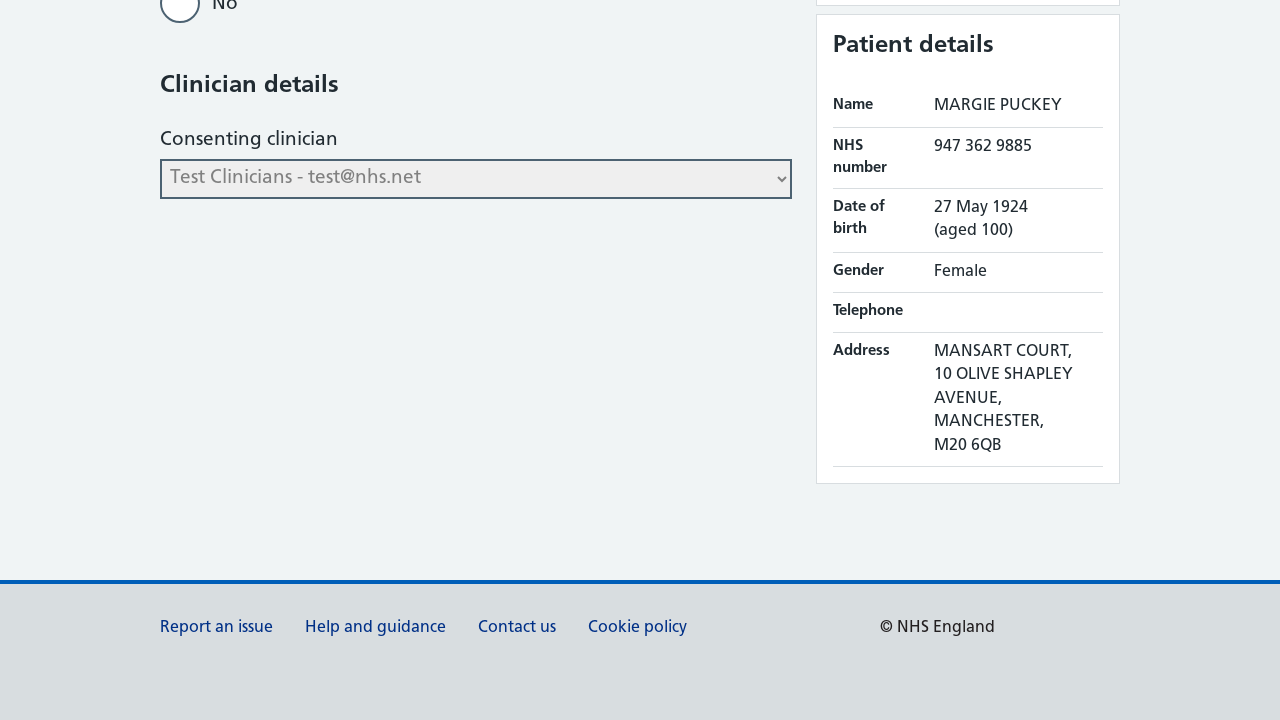 No
Clinician details
Consenting clinician
Test Clinicians - test@nhs.net
Patient details
Name MARGIE PUCKEY
NHS number 947 362 9885
Date of birth 27 May 1924
(aged 100)
Gender Female
Telephone
Address MANSART COURT,
10 OLIVE SHAPLEY
AVENUE,
MANCHESTER,
M20 6QB
Report an issue Help and guidance Contact us Cookie policy © NHS England